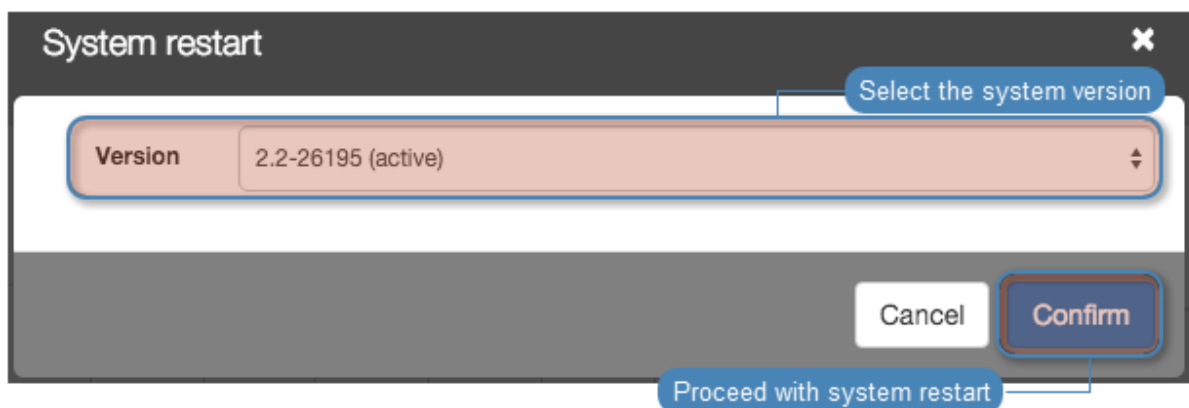 System restart
Select the system version
Version 2.2-26195 (active)
Cancel Confirm
Proceed with system restart